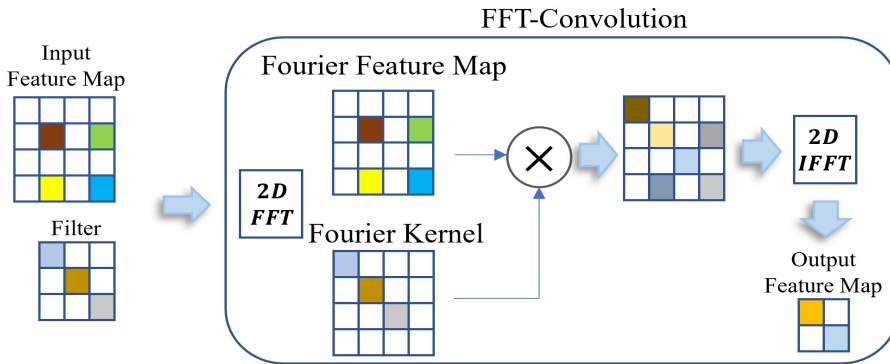 FFT-Convolution
Input
Feature Map
Filter
2D
FFT
Fourier Feature Map
Fourier Kernel
×
2D
IFFT
Output
Feature Map